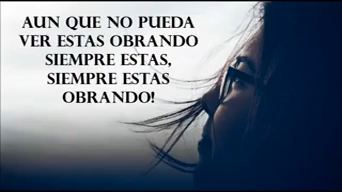 AUN QUE NO PUEDA
VER ESTAS OBRANDO
SIEMPRE ESTAS,
SIEMPRE ESTAS
OBRANDO!